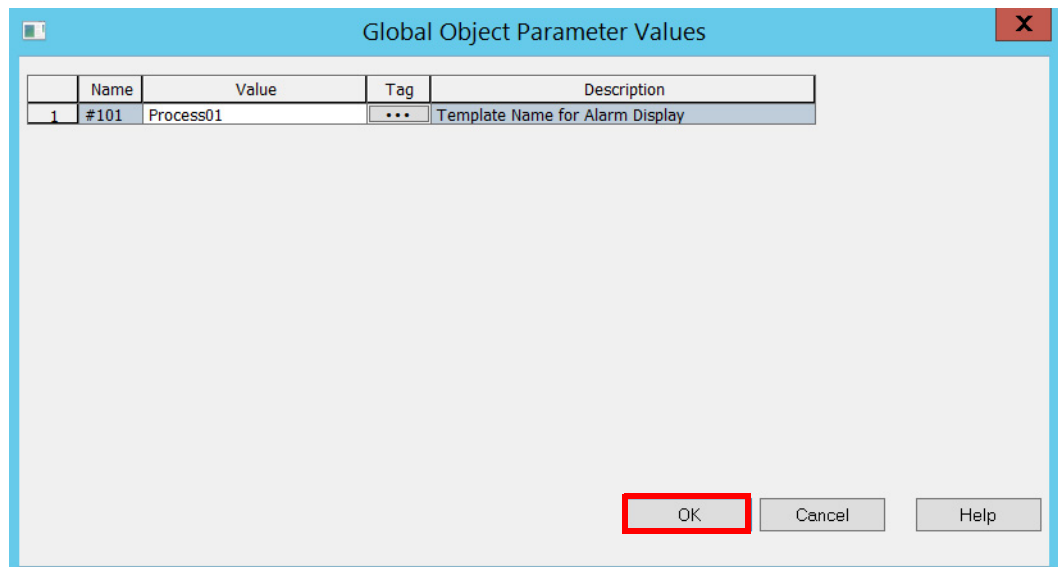 Global Object Parameter Values X
Name Value Tag Description
1 #101 Process01 ••• Template Name for Alarm Display
OK Cancel Help